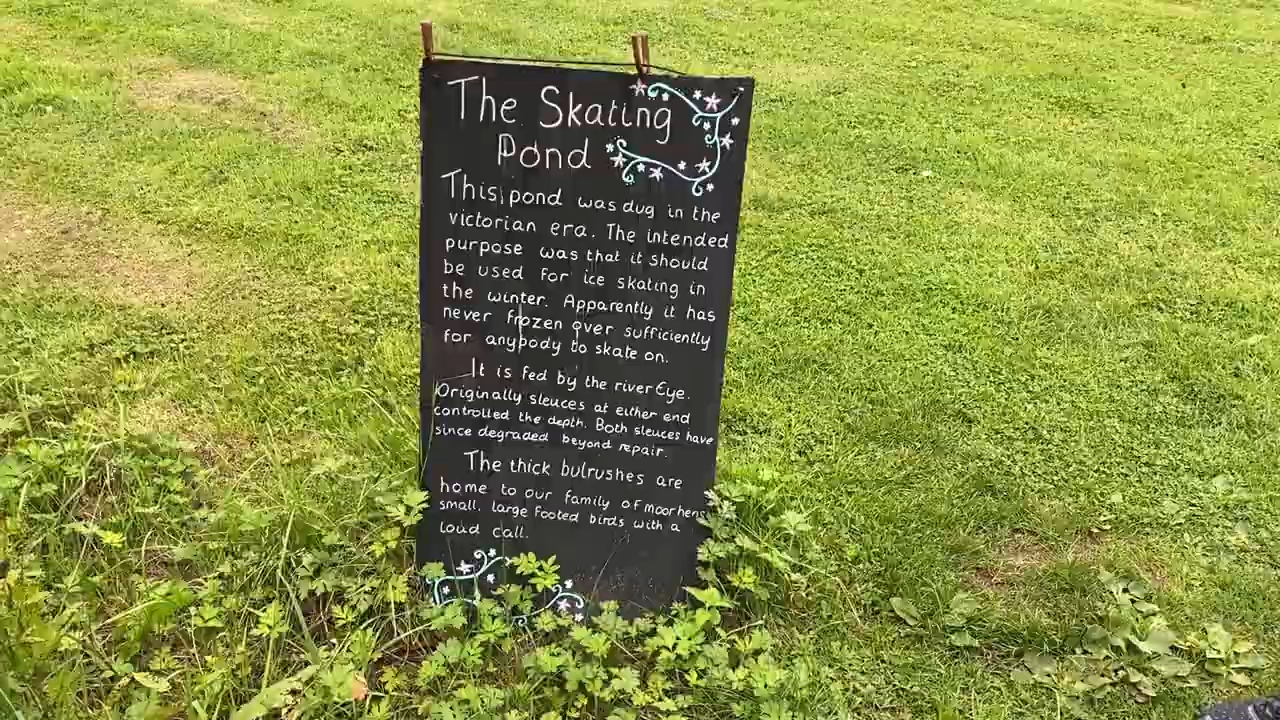 The Skating
Pond
This pond was dug in the
victorian era. The intended
purpose was that it should
be used for ice skating in
the winter. Apparently it has
never frozen over sufficiently
for anybody to skate on.
It is fed by the river Eye.
Originally sleuces at either end
controlled the depth. Both sleuces have
since degraded beyond repair.
The thick bulrushes are
home to our family of moorhens
small, large footed birds with a
loud call.